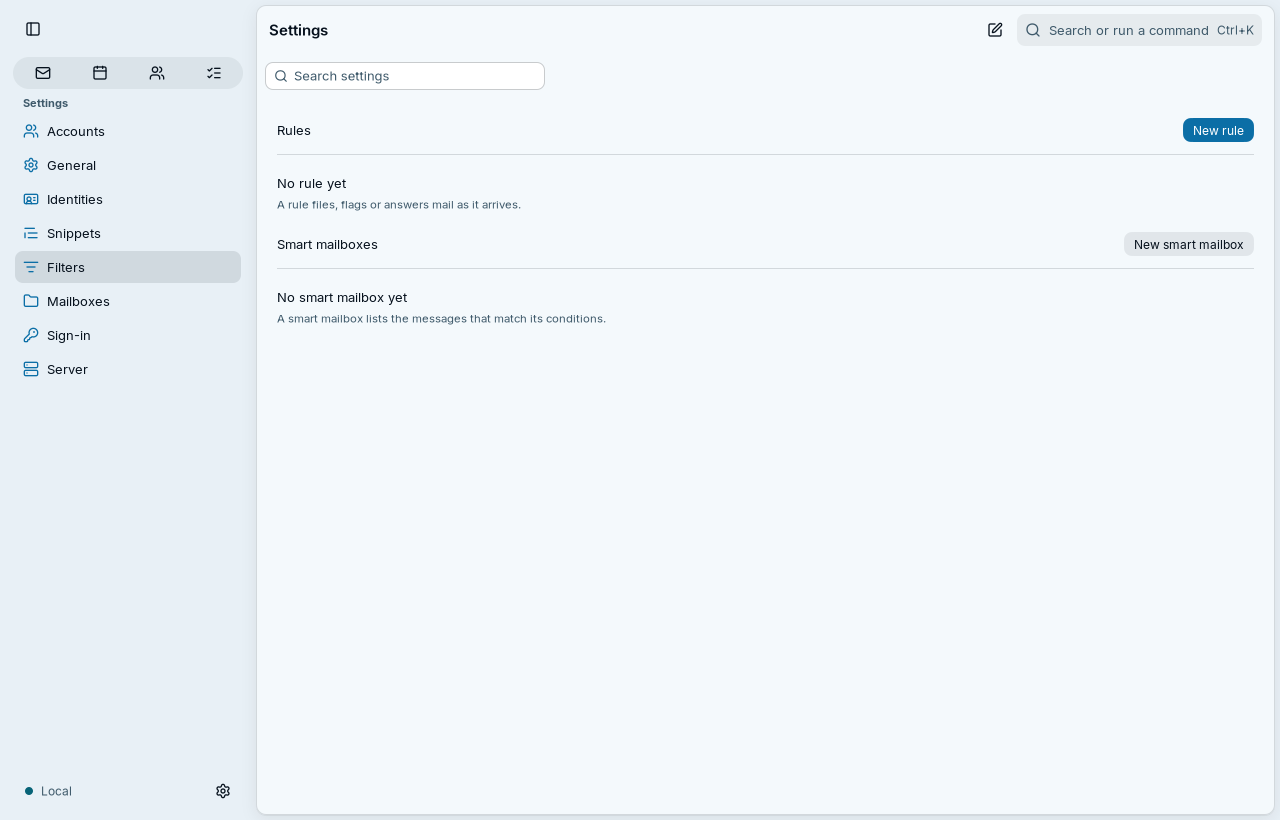 Settings
Search or run a command Ctrl+K
Search settings
Settings
Accounts
General
Identities
Snippets
Filters
Mailboxes
Sign-in
Server
Rules
New rule
No rule yet
A rule files, flags or answers mail as it arrives.
Smart mailboxes
New smart mailbox
No smart mailbox yet
A smart mailbox lists the messages that match its conditions.
Local